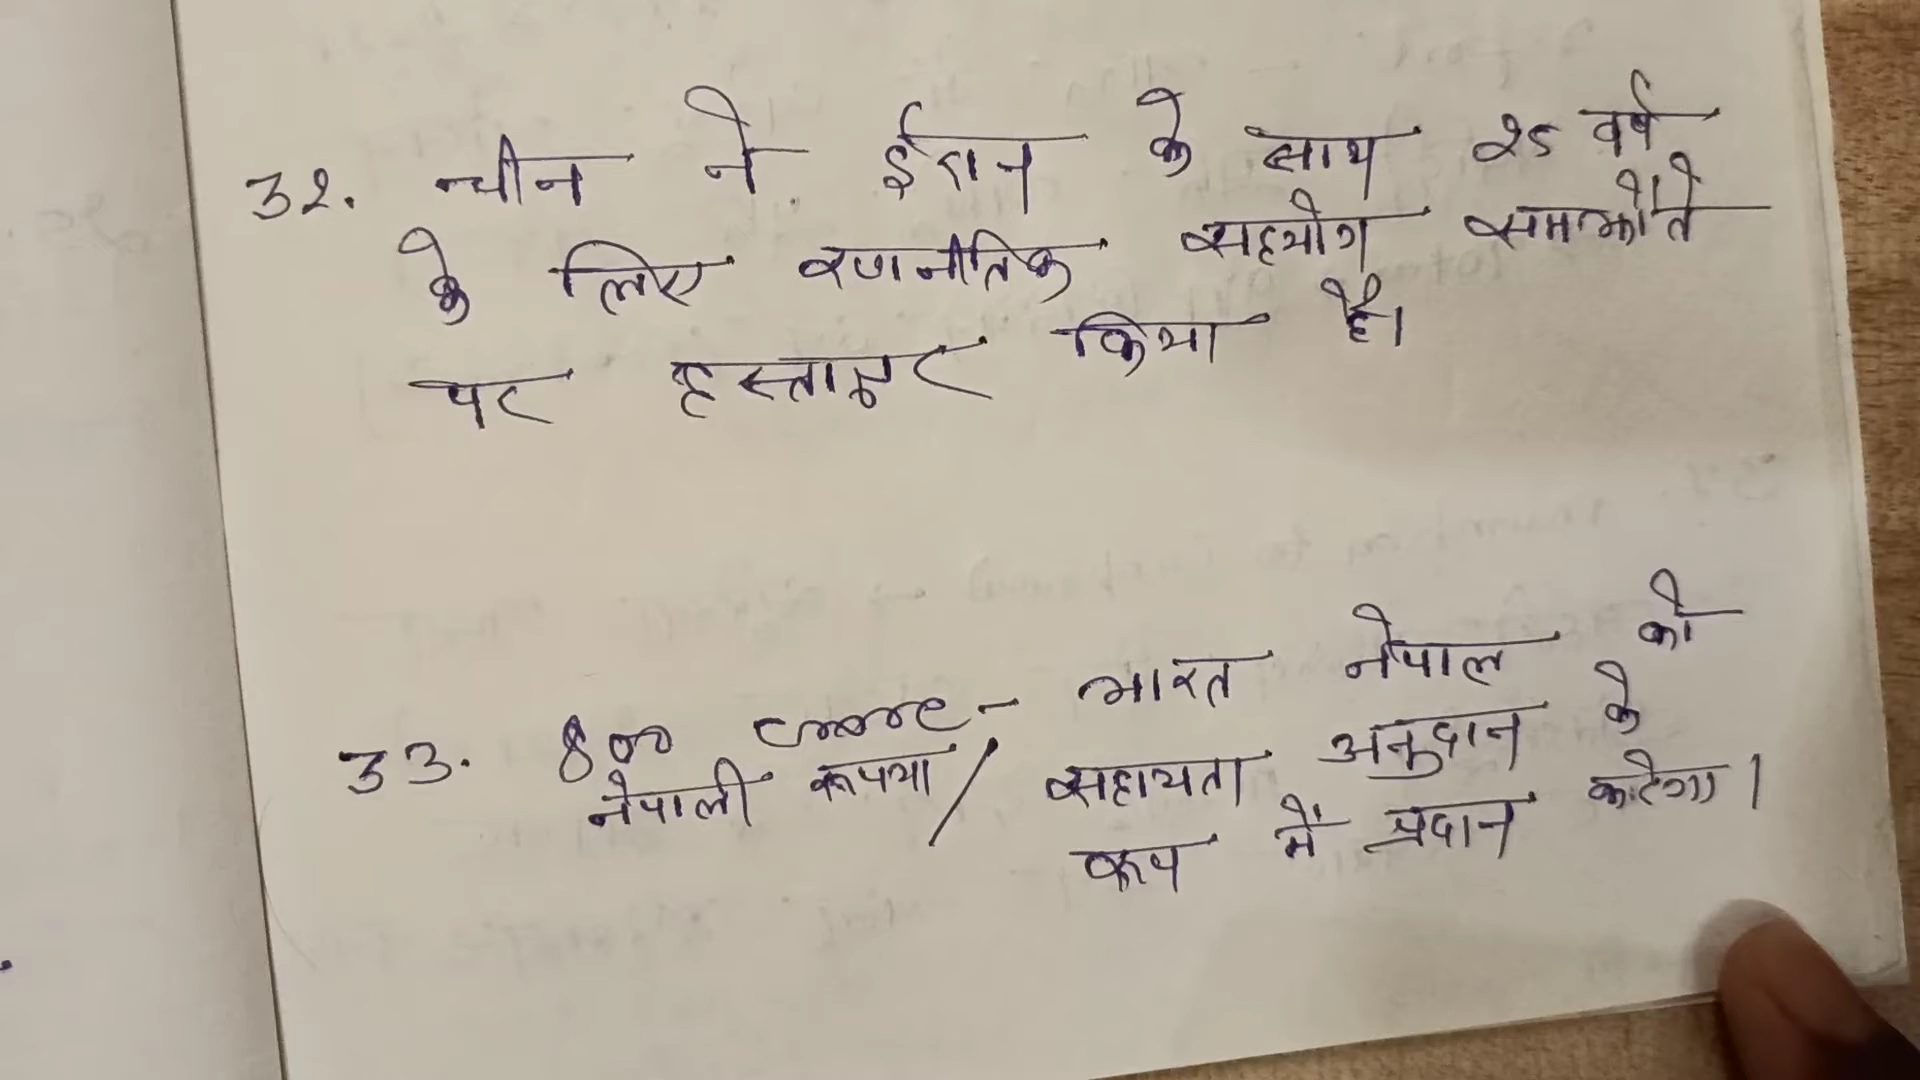 32. चीन ने ईरान के साथ 25 वर्ष
के लिए रणनीतिक सहयोग समझौते
पर हस्ताक्षर किया है।
33. 800 crore - भारत नेपाल को
नेपाली रूपया / सहायता अनुदान के
रूप में प्रदान करेगा।